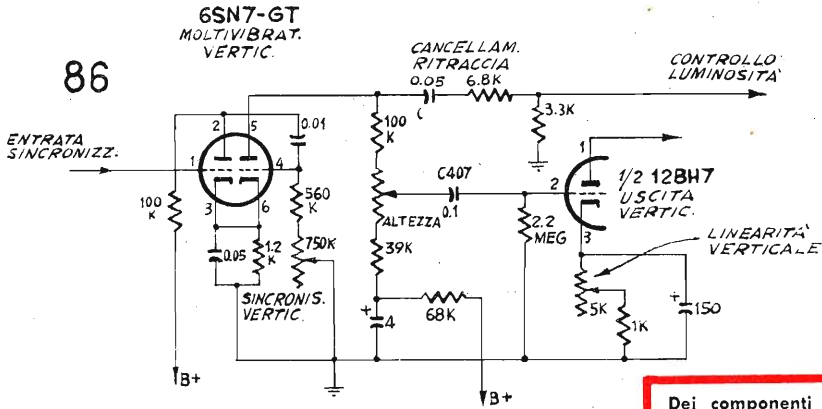 6SN7-GT
MOLTIVIBRAT.
VERTIC.
86
CANCELLAM.
RITRACCIA
0.05
6.8K
CONTROLLO
LUMINOSITÀ
3.3K
ENTRATA
SINCRONIZZ.
2
5
0.01
1
4
3
6
100
K
560
K
750K
0.05
1.2
K
SINCRONIS.
VERTIC.
B+
100
K
ALTEZZA
39K
+
4
68K
B+
C407
0.1
2.2
MEG
1
2
3
1/2 12BH7
USCITA
VERTIC.
LINEARITÀ
VERTICALE
5K
1K
+
150
Dei componenti